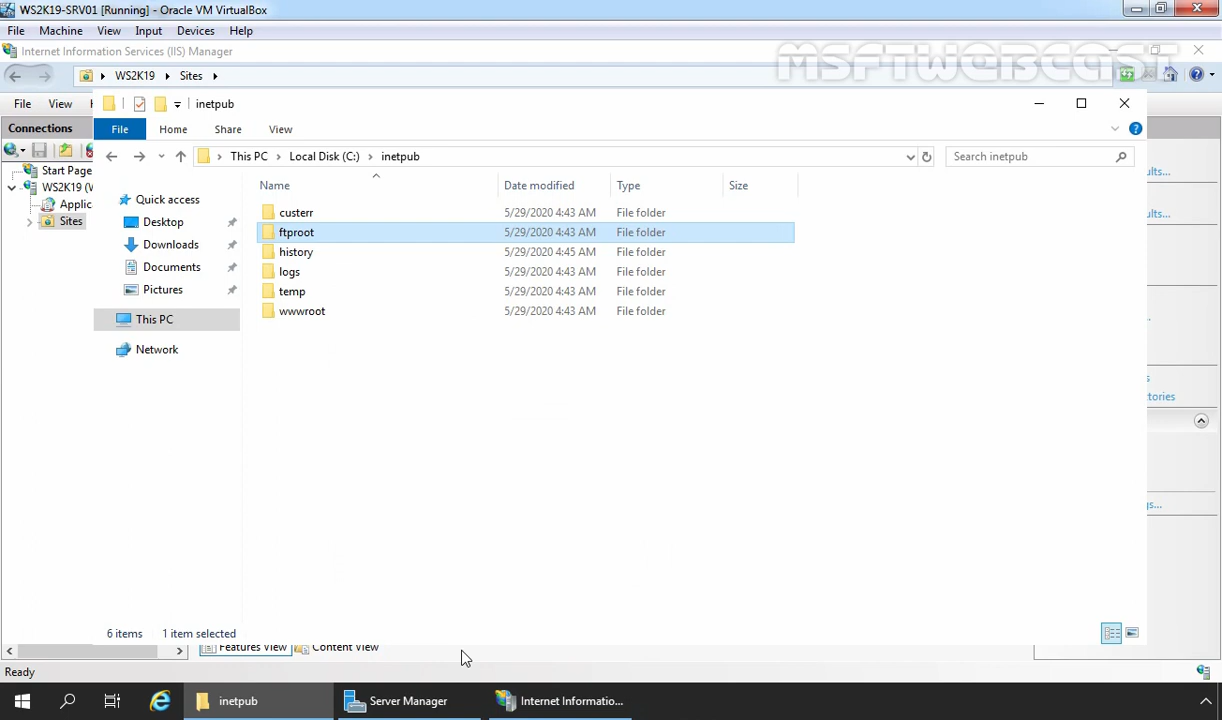 WS2K19-SRV01 [Running] - Oracle VM VirtualBox
File Machine View Input Devices Help
Internet Information Services (IIS) Manager
MSFTWEBCAST
WS2K19 Sites
File View
inetpub
Connections
File Home Share View
This PC Local Disk (C:) inetpub
Search inetpub
Start Page
WS2K19 (W
Applic
Sites
Quick access
Desktop
Downloads
Documents
Pictures
This PC
Network
Name Date modified Type Size
custerr 5/29/2020 4:43 AM File folder
ftproot 5/29/2020 4:43 AM File folder
history 5/29/2020 4:45 AM File folder
logs 5/29/2020 4:43 AM File folder
temp 5/29/2020 4:43 AM File folder
wwwroot 5/29/2020 4:43 AM File folder
ults...
ults...
tories
gs...
6 items 1 item selected
Features View Content View
Ready
inetpub Server Manager Internet Informatio...